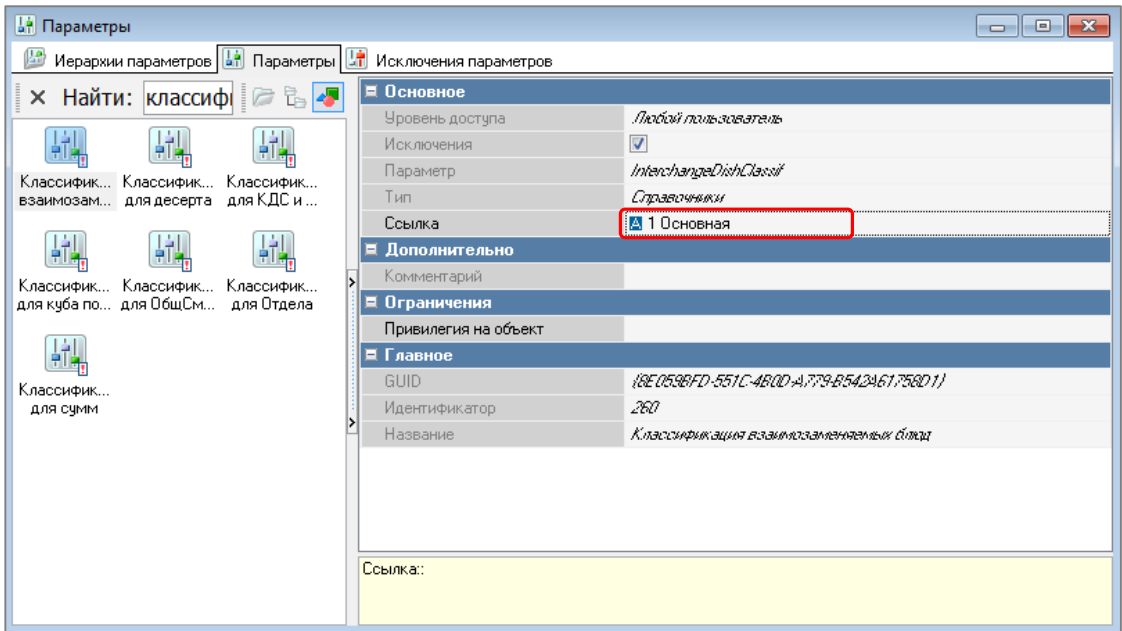 Параметры
Иерархии параметров Параметры Исключения параметров
Найти: классифı
Классифик... взаимозам...
Классифик... для десерта
Классифик... для КДС и ...
Классифик... для куба по...
Классифик... для ОбщСм...
Классифик... для Отдела
Классифик... для сумм
Основное
Уровень доступа Любой пользователь
Исключения
Параметр InterchangeDishClassif
Тип Справочники
Ссылка A 1 Основная
Дополнительно
Комментарий
Ограничения
Привилегия на объект
Главное
GUID {8E059BFD-551C-4B0D-A779-B542A61758D1}
Идентификатор 260
Название Классификация взаимозаменяемых блюд
Ссылка::